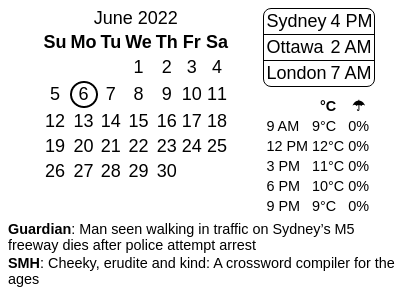 June 2022
Su Mo Tu We Th Fr Sa
1 2 3 4
5 6 7 8 9 10 11
12 13 14 15 16 17 18
19 20 21 22 23 24 25
26 27 28 29 30
Sydney 4 PM
Ottawa 2 AM
London 7 AM
°C ☂
9 AM 9°C 0%
12 PM 12°C 0%
3 PM 11°C 0%
6 PM 10°C 0%
9 PM 9°C 0%
Guardian: Man seen walking in traffic on Sydney’s M5
freeway dies after police attempt arrest
SMH: Cheeky, erudite and kind: A crossword compiler for the
ages